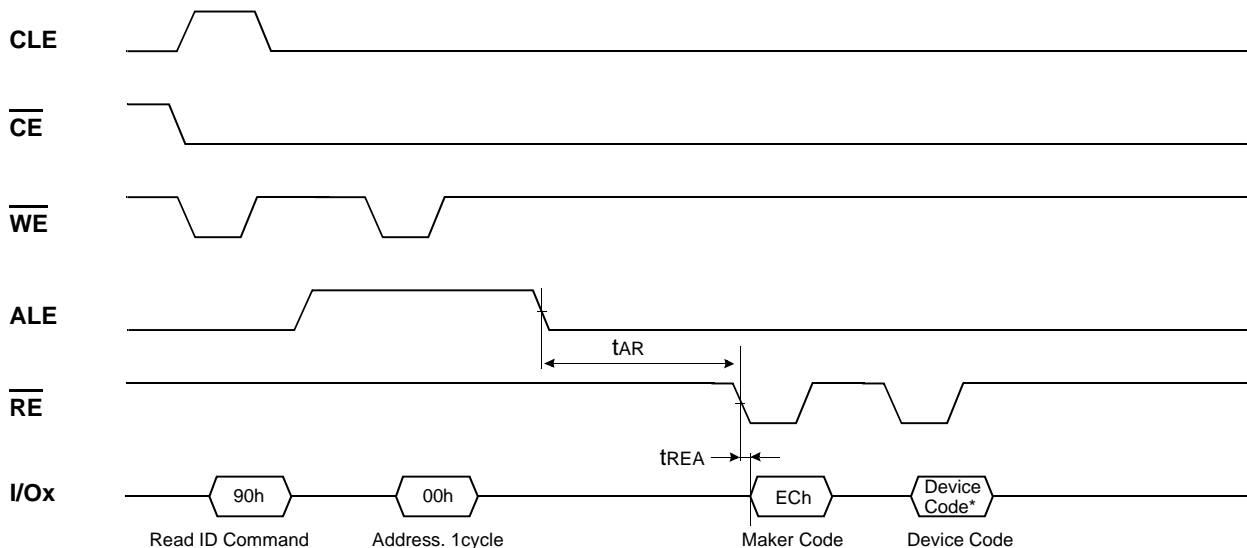 CLE
CE
WE
ALE
tAR
RE
tREA
I/Ox
90h
00h
ECh
Device
Code*
Read ID Command
Address. 1cycle
Maker Code
Device Code